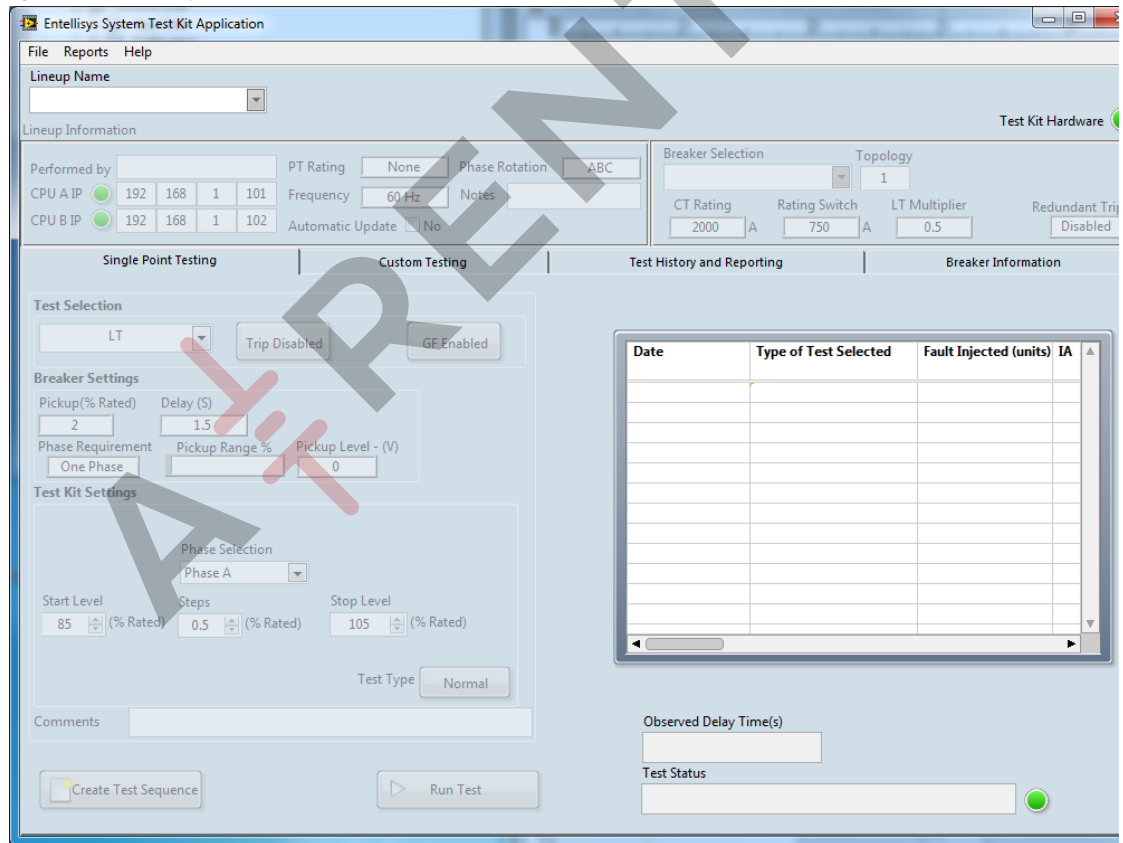 Entellisys System Test Kit Application
File Reports Help
Lineup Name
Test Kit Hardware
Lineup Information
Performed by
PT Rating None Phase Rotation ABC
CPU A IP 192 168 1 101
Frequency 60 Hz Notes
CPU B IP 192 168 1 102
Automatic Update No
Breaker Selection Topology
1
CT Rating Rating Switch LT Multiplier Redundant Trip
2000 A 750 A 0.5 Disabled
Single Point Testing Custom Testing Test History and Reporting Breaker Information
Test Selection
LT Trip Disabled GF Enabled
Breaker Settings
Pickup(% Rated) Delay (S)
2 1.5
Phase Requirement Pickup Range % Pickup Level - (V)
One Phase 0
Test Kit Settings
Phase Selection
Phase A
Start Level Steps Stop Level
85 (% Rated) 0.5 (% Rated) 105 (% Rated)
Test Type Normal
Comments
Create Test Sequence Run Test
Date Type of Test Selected Fault Injected (units) IA
Observed Delay Time(s)
Test Status